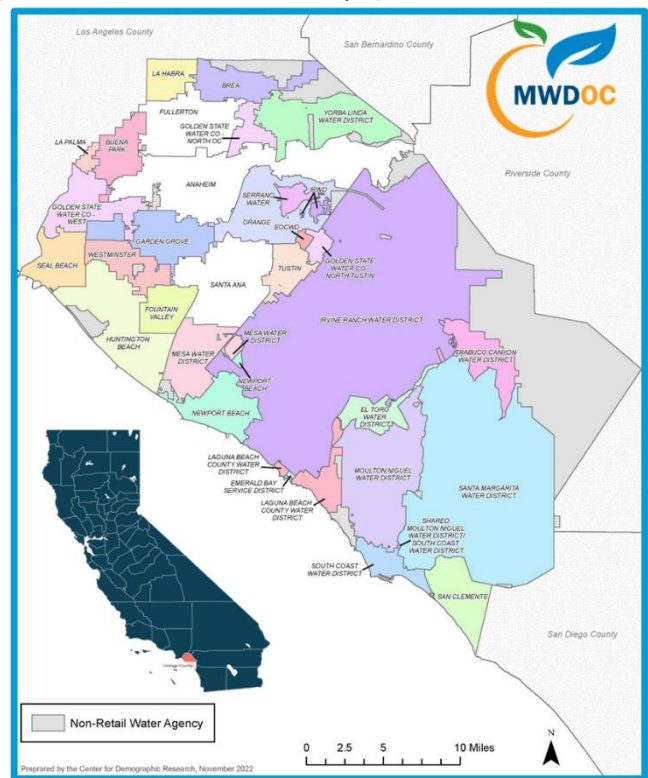 Los Angeles County
San Bernardino County
MWDOC
LA HABRA
BREA
FULLERTON
YORBA LINDA
WATER DISTRICT
GOLDEN STATE
WATER CO -
NORTH OC
LA PALMA
BUENA
PARK
Riverside County
ANAHEIM
SERRANO
WATER
IRWD
GOLDEN STATE
WATER CO -
WEST
ORANGE
EOCWD
GARDEN GROVE
GOLDEN STATE
WATER CO -
NORTH TUSTIN
SEAL BEACH
WESTMINSTER
TUSTIN
SANTA ANA
FOUNTAIN
VALLEY
IRVINE RANCH WATER DISTRICT
HUNTINGTON
BEACH
MESA WATER
DISTRICT
MESA WATER
DISTRICT
TRABUCO CANYON
WATER DISTRICT
NEWPORT
BEACH
NEWPORT BEACH
EL TORO
WATER
DISTRICT
LAGUNA BEACH
COUNTY WATER
DISTRICT
MOULTON NIGUEL
WATER DISTRICT
EMERALD BAY
SERVICE DISTRICT
SANTA MARGARITA
WATER DISTRICT
LAGUNA BEACH
COUNTY WATER
DISTRICT
SHARED
MOULTON NIGUEL
WATER DISTRICT/
SOUTH COAST
WATER DISTRICT
SOUTH COAST
WATER DISTRICT
SAN CLEMENTE
San Diego County
Orange County
Non-Retail Water Agency
N
0 2.5 5 10 Miles
Prepared by the Center for Demographic Research, November 2022